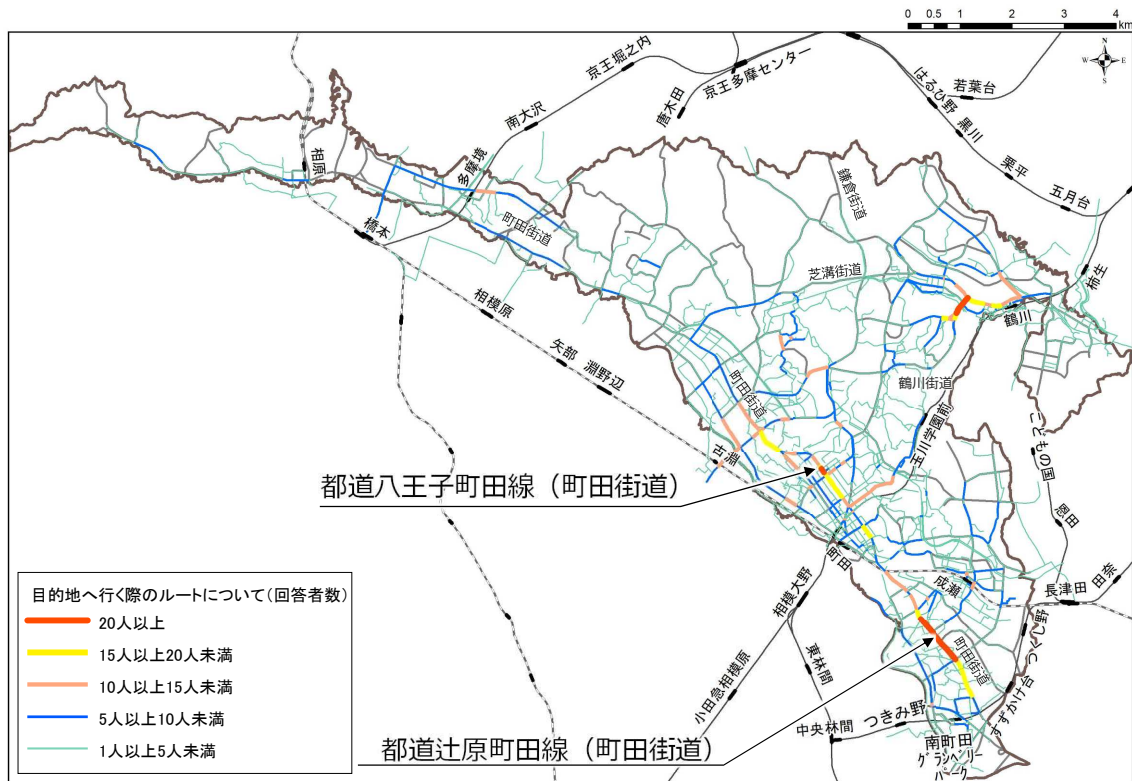 0 0.5 1 2 3 4
km
N
W E
S
京王堀之内
京王多摩センター
唐木田
はるひ野
若葉台
黒川
栗平
五月台
南大沢
相原
多摩境
鎌倉街道
橋本
町田街道
芝溝街道
柿生
相模原
鶴川
矢部
淵野辺
町田街道
鶴川街道
玉川学園前
古淵
こどもの国
都道八王子町田線（町田街道）
恩田
町田
成瀬
相模大野
長津田
田奈
目的地へ行く際のルートについて(回答者数)
20人以上
15人以上20人未満
10人以上15人未満
5人以上10人未満
1人以上5人未満
つくし野
町田街道
東林間
小田急相模原
すずかけ台
つきみ野
中央林間
都道辻原町田線（町田街道）
南町田
グランベリー
パーク